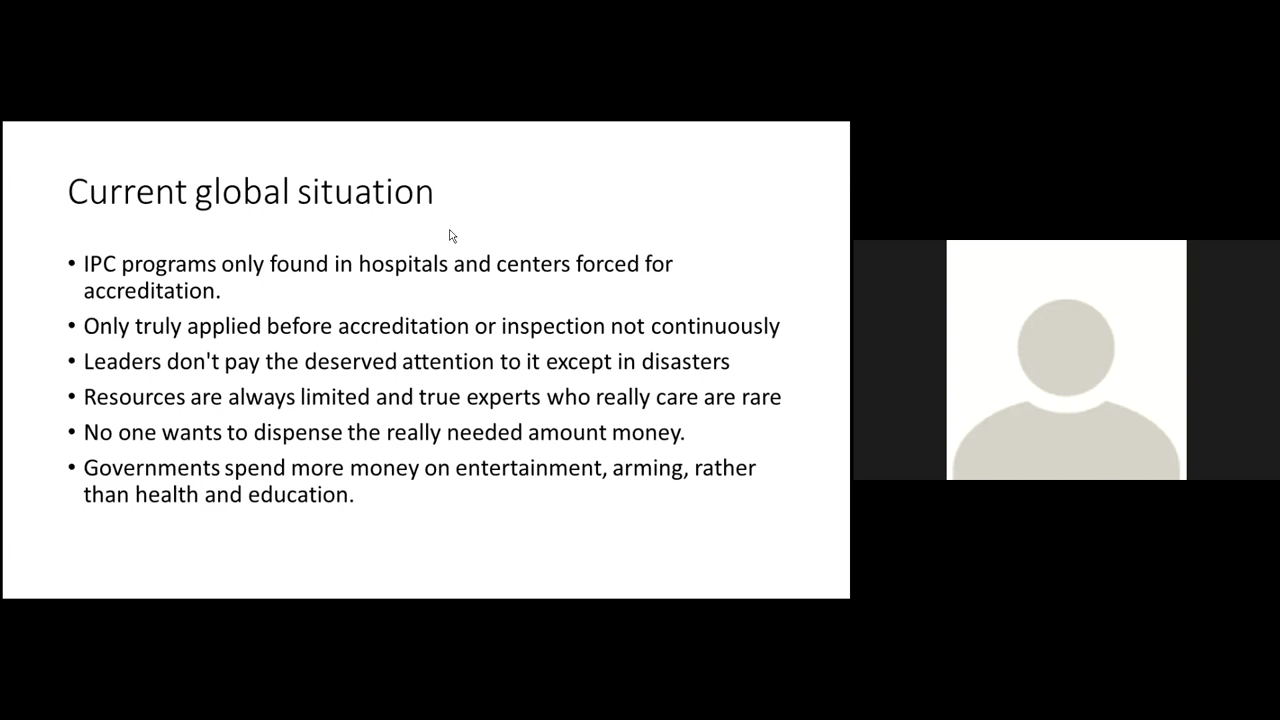 Current global situation
• IPC programs only found in hospitals and centers forced for
accreditation.
• Only truly applied before accreditation or inspection not continuously
• Leaders don't pay the deserved attention to it except in disasters
• Resources are always limited and true experts who really care are rare
• No one wants to dispense the really needed amount money.
• Governments spend more money on entertainment, arming, rather
than health and education.